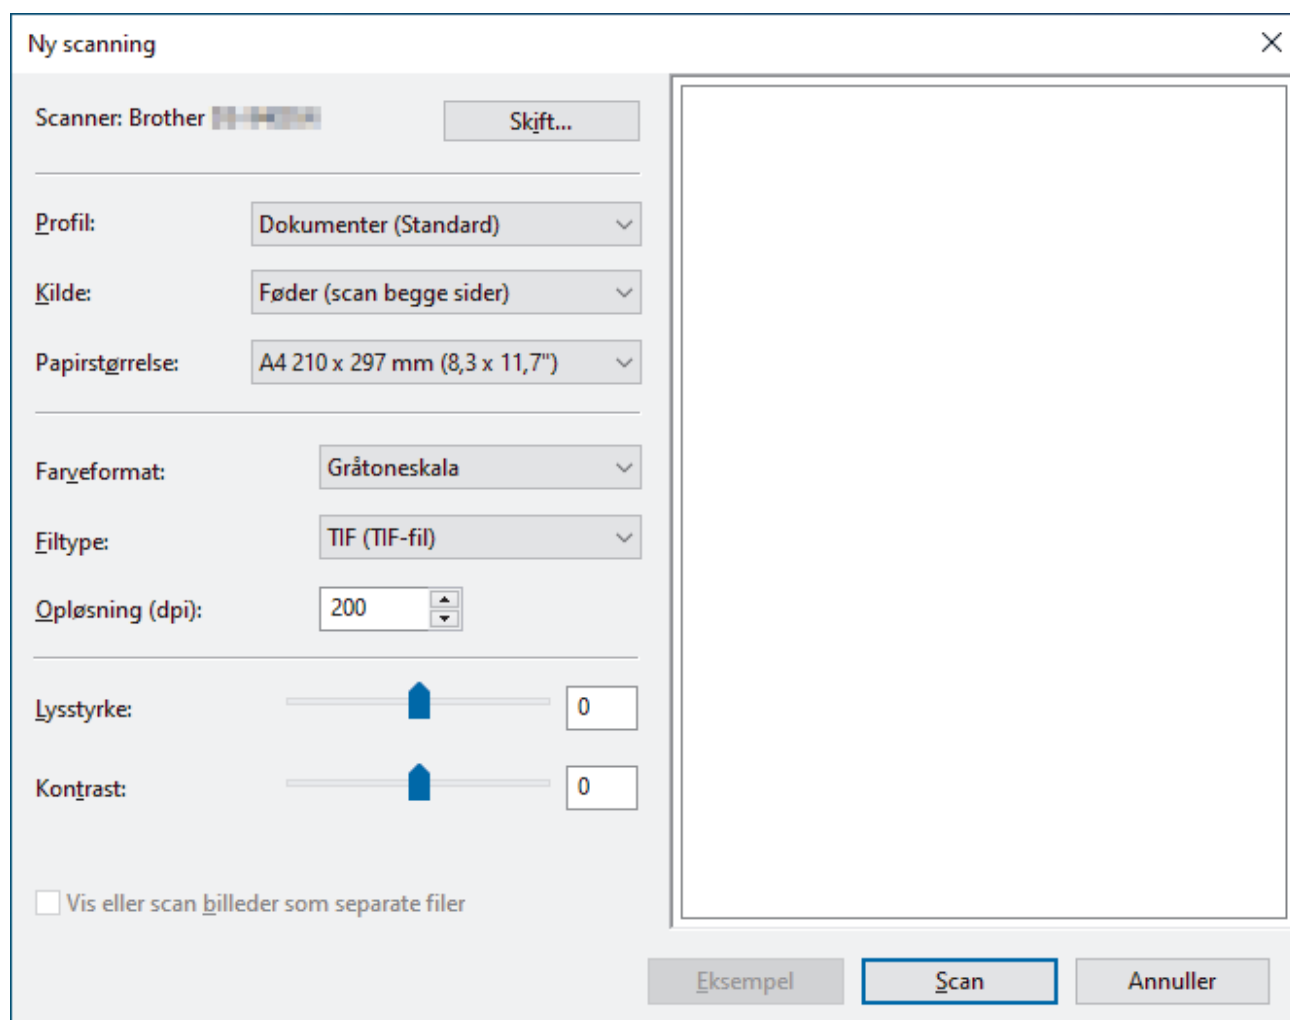 Ny scanning
Scanner: Brother
Skift...
Profil:
Dokumenter (Standard)
Kilde:
Føder (scan begge sider)
Papirstørrelse:
A4 210 x 297 mm (8,3 x 11,7")
Farveformat:
Gråtoneskala
Filtype:
TIF (TIF-fil)
Opløsning (dpi):
200
Lysstyrke:
0
Kontrast:
0
Vis eller scan billeder som separate filer
Eksempel
Scan
Annuller